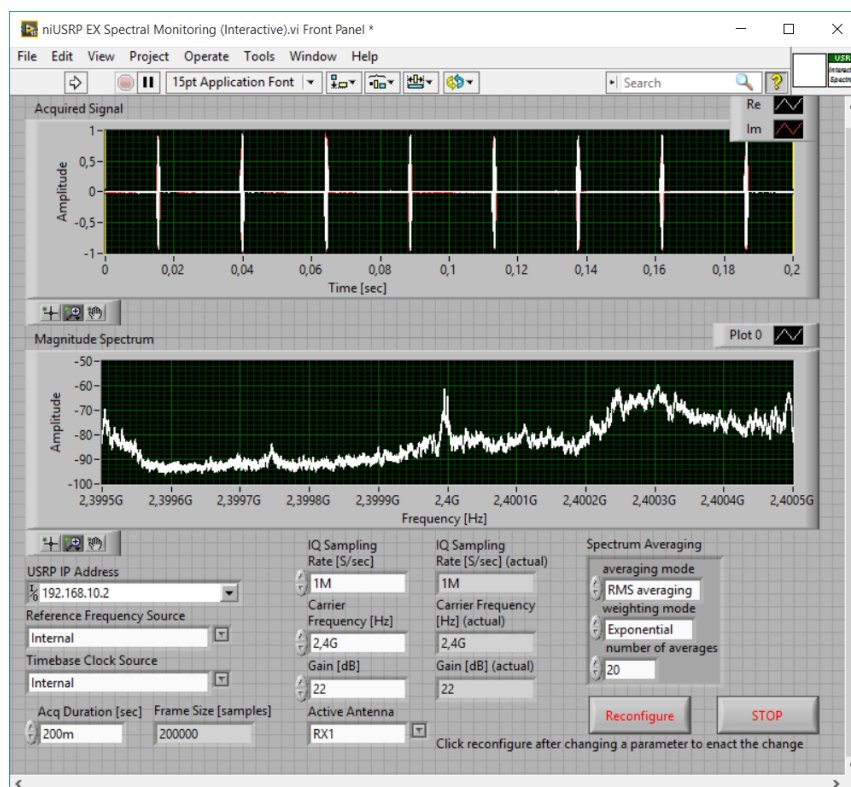 niUSRP EX Spectral Monitoring (Interactive).vi Front Panel *
File Edit View Project Operate Tools Window Help
15pt Application Font
Search
?
USR
Interact
Spectr
Acquired Signal
Re
Im
Amplitude
1
0,5
0
-0,5
-1
0 0,02 0,04 0,06 0,08 0,1 0,12 0,14 0,16 0,18 0,2
Time [sec]
Magnitude Spectrum
Plot 0
Amplitude
-50
-60
-70
-80
-90
-100
2,3995G 2,3996G 2,3997G 2,3998G 2,3999G 2,4G 2,4001G 2,4002G 2,4003G 2,4004G 2,4005G
Frequency [Hz]
USRP IP Address
192.168.10.2
Reference Frequency Source
Internal
Timebase Clock Source
Internal
Acq Duration [sec] Frame Size [samples]
200m 200000
IQ Sampling
Rate [S/sec]
1M
Carrier
Frequency [Hz]
2,4G
Gain [dB]
22
Active Antenna
RX1
IQ Sampling
Rate [S/sec] (actual)
1M
Carrier Frequency
[Hz] (actual)
2,4G
Gain [dB] (actual)
22
Spectrum Averaging
averaging mode
RMS averaging
weighting mode
Exponential
number of averages
20
Reconfigure STOP
Click reconfigure after changing a parameter to enact the change